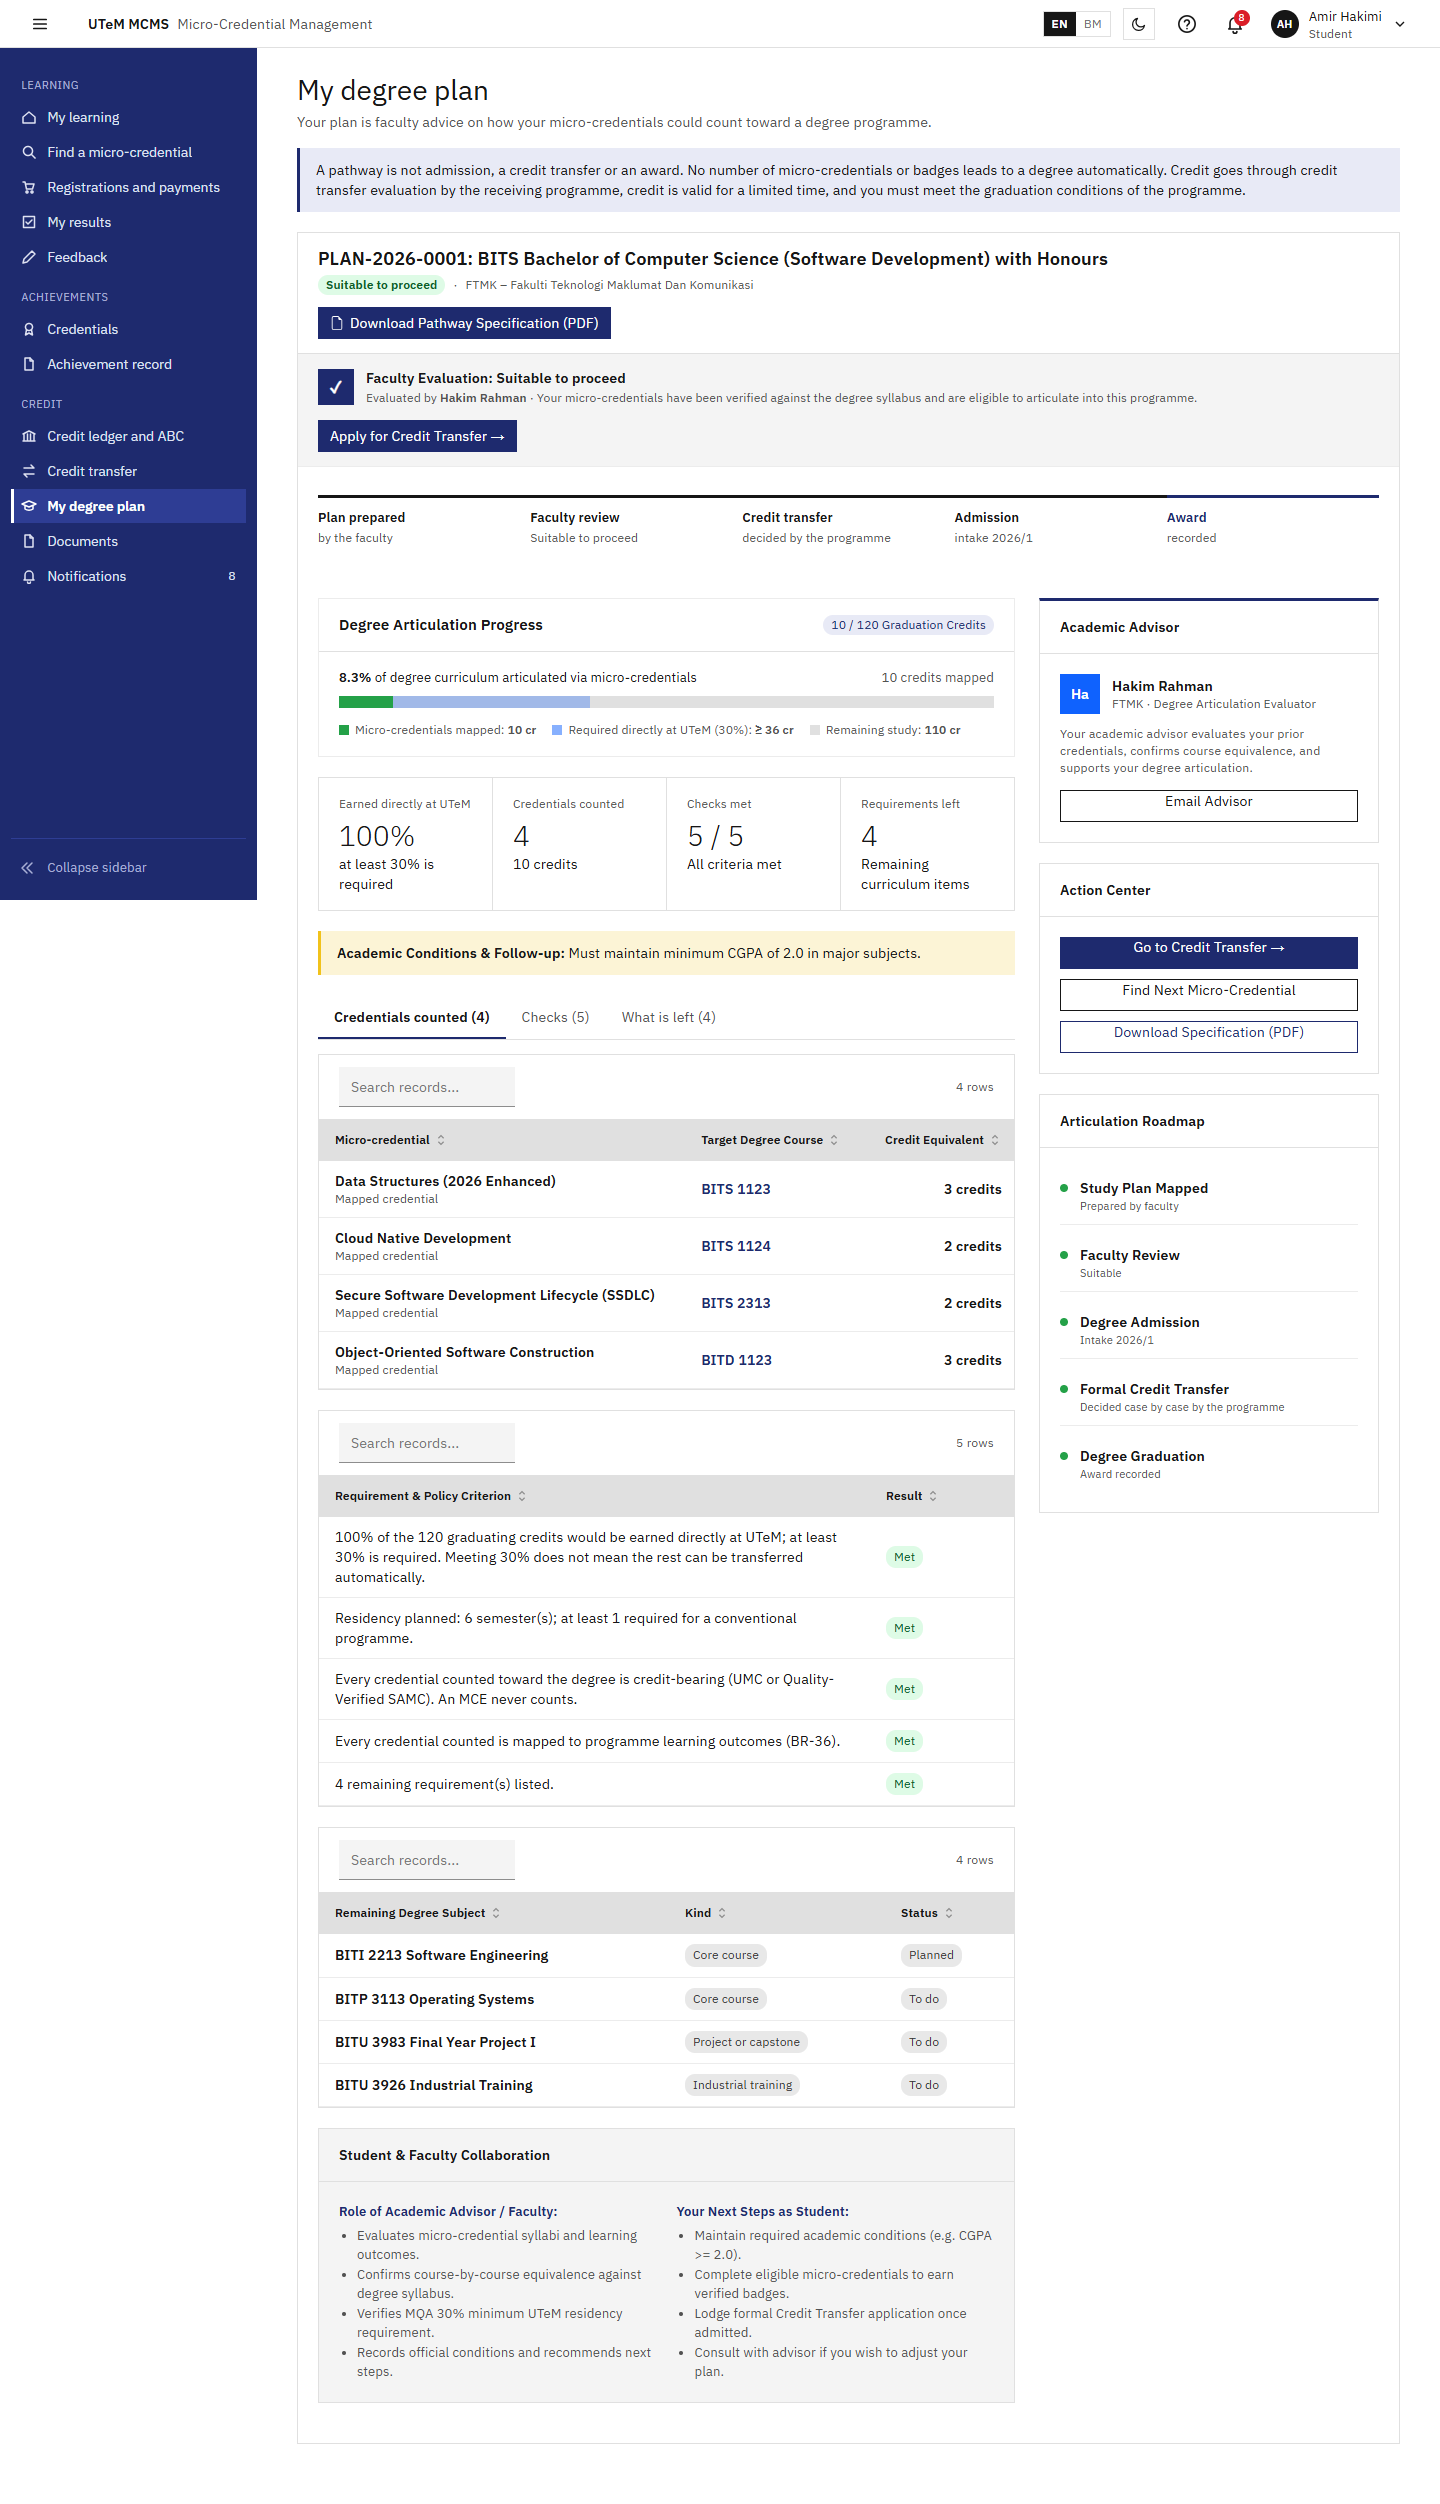 UTeM MCMS Micro-Credential Management
EN BM
8
AH
Amir Hakimi
Student
LEARNING
My learning
Find a micro-credential
Registrations and payments
My results
Feedback
ACHIEVEMENTS
Credentials
Achievement record
CREDIT
Credit ledger and ABC
Credit transfer
My degree plan
Documents
Notifications 8
Collapse sidebar
My degree plan
Your plan is faculty advice on how your micro-credentials could count toward a degree programme.
A pathway is not admission, a credit transfer or an award. No number of micro-credentials or badges leads to a degree automatically. Credit goes through credit
transfer evaluation by the receiving programme, credit is valid for a limited time, and you must meet the graduation conditions of the programme.
PLAN-2026-0001: BITS Bachelor of Computer Science (Software Development) with Honours
Suitable to proceed · FTMK – Fakulti Teknologi Maklumat Dan Komunikasi
Download Pathway Specification (PDF)
Faculty Evaluation: Suitable to proceed
Evaluated by Hakim Rahman · Your micro-credentials have been verified against the degree syllabus and are eligible to articulate into this programme.
Apply for Credit Transfer →
Plan prepared
by the faculty
Faculty review
Suitable to proceed
Credit transfer
decided by the programme
Admission
intake 2026/1
Award
recorded
Degree Articulation Progress
10 / 120 Graduation Credits
8.3% of degree curriculum articulated via micro-credentials
10 credits mapped
Micro-credentials mapped: 10 cr
Required directly at UTeM (30%): ≥ 36 cr
Remaining study: 110 cr
Earned directly at UTeM
100%
at least 30% is
required
Credentials counted
4
10 credits
Checks met
5 / 5
All criteria met
Requirements left
4
Remaining
curriculum items
Academic Conditions & Follow-up: Must maintain minimum CGPA of 2.0 in major subjects.
Credentials counted (4)
Checks (5)
What is left (4)
Search records...
4 rows
Micro-credential
Target Degree Course
Credit Equivalent
Data Structures (2026 Enhanced)
Mapped credential
BITS 1123
3 credits
Cloud Native Development
Mapped credential
BITS 1124
2 credits
Secure Software Development Lifecycle (SSDLC)
Mapped credential
BITS 2313
2 credits
Object-Oriented Software Construction
Mapped credential
BITD 1123
3 credits
Search records...
5 rows
Requirement & Policy Criterion
Result
100% of the 120 graduating credits would be earned directly at UTeM; at least
30% is required. Meeting 30% does not mean the rest can be transferred
automatically.
Met
Residency planned: 6 semester(s); at least 1 required for a conventional
programme.
Met
Every credential counted toward the degree is credit-bearing (UMC or Quality-
Verified SAMC). An MCE never counts.
Met
Every credential counted is mapped to programme learning outcomes (BR-36).
Met
4 remaining requirement(s) listed.
Met
Search records...
4 rows
Remaining Degree Subject
Kind
Status
BITI 2213 Software Engineering
Core course
Planned
BITP 3113 Operating Systems
Core course
To do
BITU 3983 Final Year Project I
Project or capstone
To do
BITU 3926 Industrial Training
Industrial training
To do
Student & Faculty Collaboration
Role of Academic Advisor / Faculty:
• Evaluates micro-credential syllabi and learning
outcomes.
• Confirms course-by-course equivalence against
degree syllabus.
• Verifies MQA 30% minimum UTeM residency
requirement.
• Records official conditions and recommends next
steps.
Your Next Steps as Student:
• Maintain required academic conditions (e.g. CGPA
>= 2.0).
• Complete eligible micro-credentials to earn
verified badges.
• Lodge formal Credit Transfer application once
admitted.
• Consult with advisor if you wish to adjust your
plan.
Academic Advisor
Ha
Hakim Rahman
FTMK · Degree Articulation Evaluator
Your academic advisor evaluates your prior
credentials, confirms course equivalence, and
supports your degree articulation.
Email Advisor
Action Center
Go to Credit Transfer →
Find Next Micro-Credential
Download Specification (PDF)
Articulation Roadmap
Study Plan Mapped
Prepared by faculty
Faculty Review
Suitable
Degree Admission
Intake 2026/1
Formal Credit Transfer
Decided case by case by the programme
Degree Graduation
Award recorded